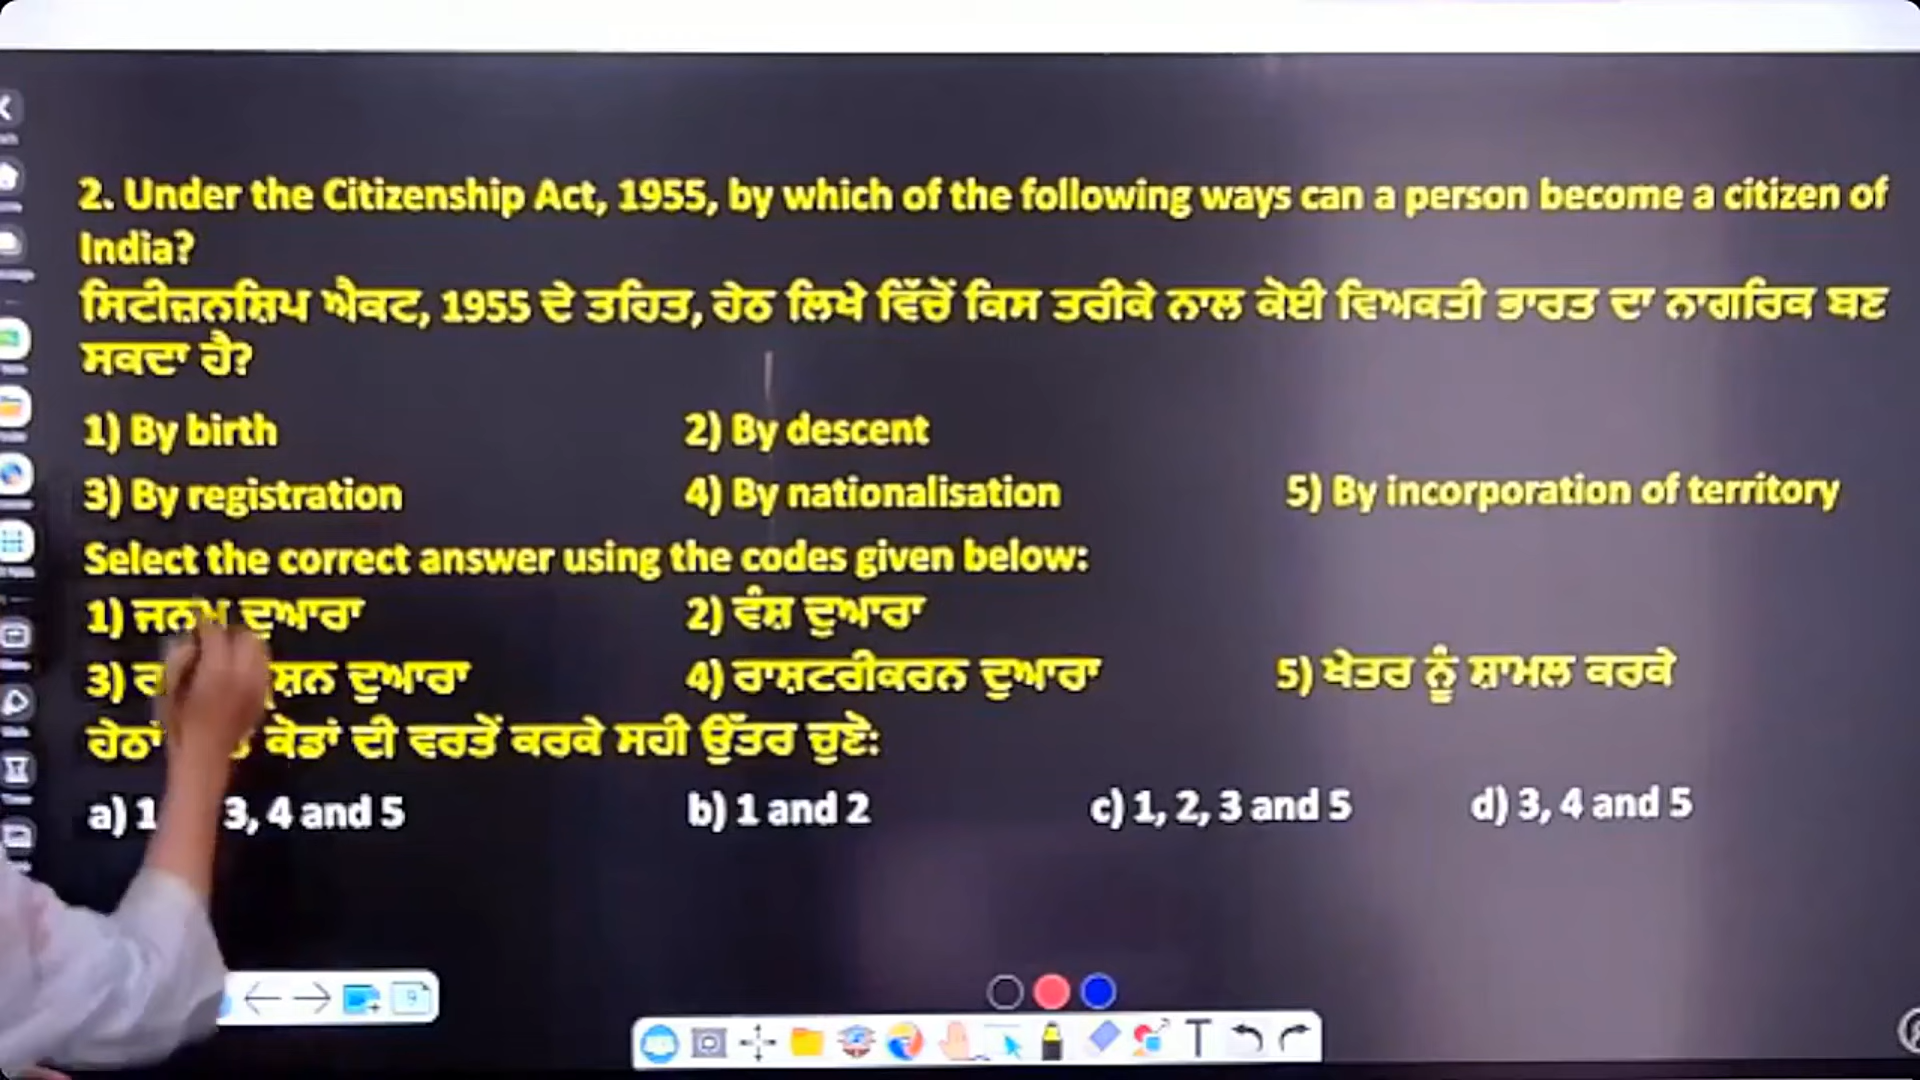 2. Under the Citizenship Act, 1955, by which of the following ways can a person become a citizen of
India?
ਸਿਟੀਜ਼ਨਸ਼ਿਪ ਐਕਟ, 1955 ਦੇ ਤਹਿਤ, ਹੇਠ ਲਿਖੇ ਵਿੱਚੋਂ ਕਿਸ ਤਰੀਕੇ ਨਾਲ ਕੋਈ ਵਿਅਕਤੀ ਭਾਰਤ ਦਾ ਨਾਗਰਿਕ ਬਣ
ਸਕਦਾ ਹੈ?
1) By birth 2) By descent
3) By registration 4) By nationalisation 5) By incorporation of territory
Select the correct answer using the codes given below:
1) ਜਨਮ ਦੁਆਰਾ 2) ਵੰਸ਼ ਦੁਆਰਾ
3) ਦੁਆਰਾ 4) ਰਾਸ਼ਟਰੀਕਰਨ ਦੁਆਰਾ 5) ਖੇਤਰ ਨੂੰ ਸ਼ਾਮਲ ਕਰਕੇ
ਹੇਠਾਂ ਕੋਡਾਂ ਦੀ ਵਰਤੋਂ ਕਰਕੇ ਸਹੀ ਉੱਤਰ ਚੁਣੋ:
a) 1 3, 4 and 5 b) 1 and 2 c) 1, 2, 3 and 5 d) 3, 4 and 5